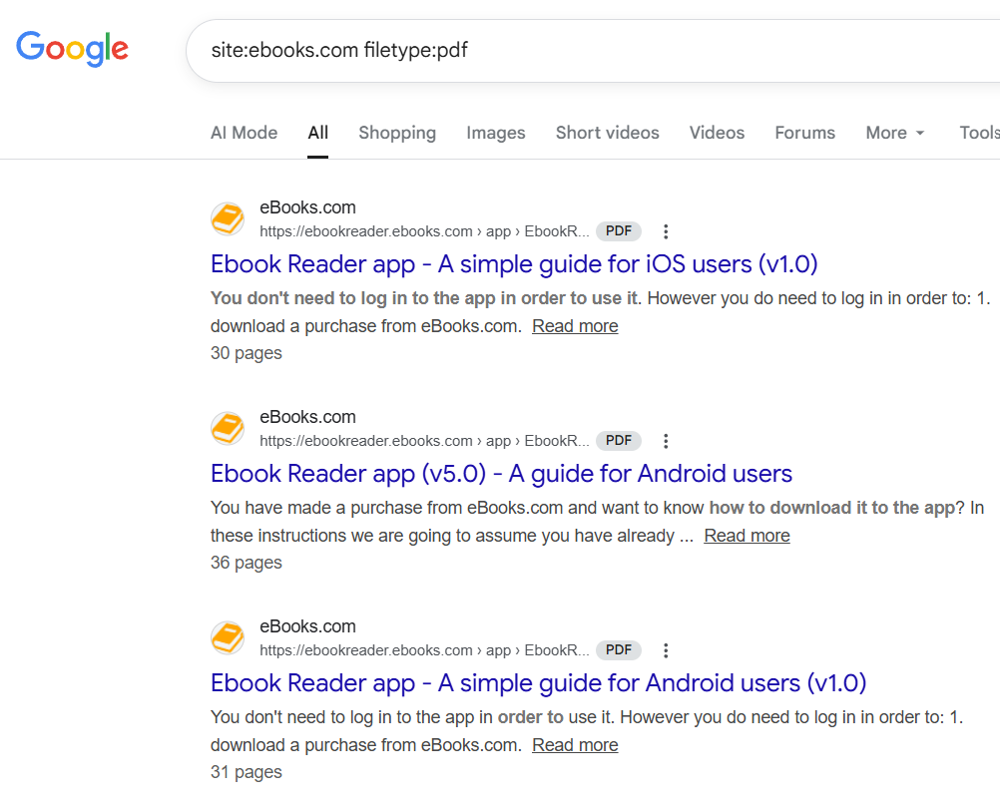 Google
site:ebooks.com filetype:pdf
AI Mode All Shopping Images Short videos Videos Forums More Tools
eBooks.com
https://ebookreader.ebooks.com › app › EbookR... PDF
Ebook Reader app - A simple guide for iOS users (v1.0)
You don't need to log in to the app in order to use it. However you do need to log in in order to: 1.
download a purchase from eBooks.com. Read more
30 pages
eBooks.com
https://ebookreader.ebooks.com › app › EbookR... PDF
Ebook Reader app (v5.0) - A guide for Android users
You have made a purchase from eBooks.com and want to know how to download it to the app? In
these instructions we are going to assume you have already ... Read more
36 pages
eBooks.com
https://ebookreader.ebooks.com › app › EbookR... PDF
Ebook Reader app - A simple guide for Android users (v1.0)
You don't need to log in to the app in order to use it. However you do need to log in in order to: 1.
download a purchase from eBooks.com. Read more
31 pages